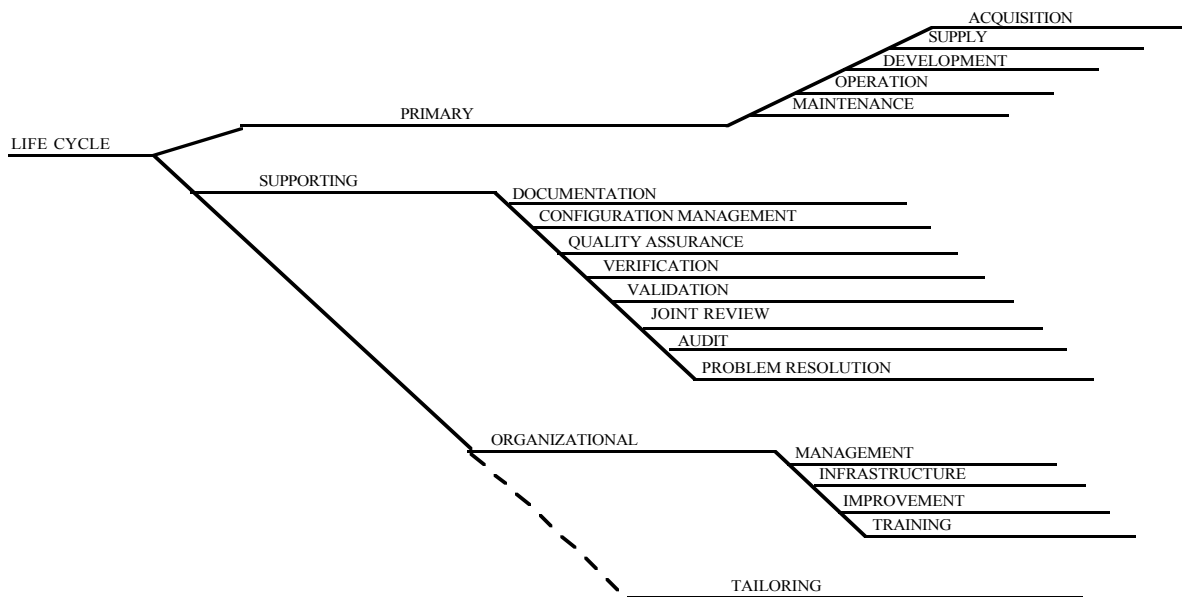 ACQUISITION
SUPPLY
DEVELOPMENT
OPERATION
MAINTENANCE
PRIMARY
LIFE CYCLE
SUPPORTING
DOCUMENTATION
CONFIGURATION MANAGEMENT
QUALITY ASSURANCE
VERIFICATION
VALIDATION
JOINT REVIEW
AUDIT
PROBLEM RESOLUTION
ORGANIZATIONAL
MANAGEMENT
INFRASTRUCTURE
IMPROVEMENT
TRAINING
TAILORING